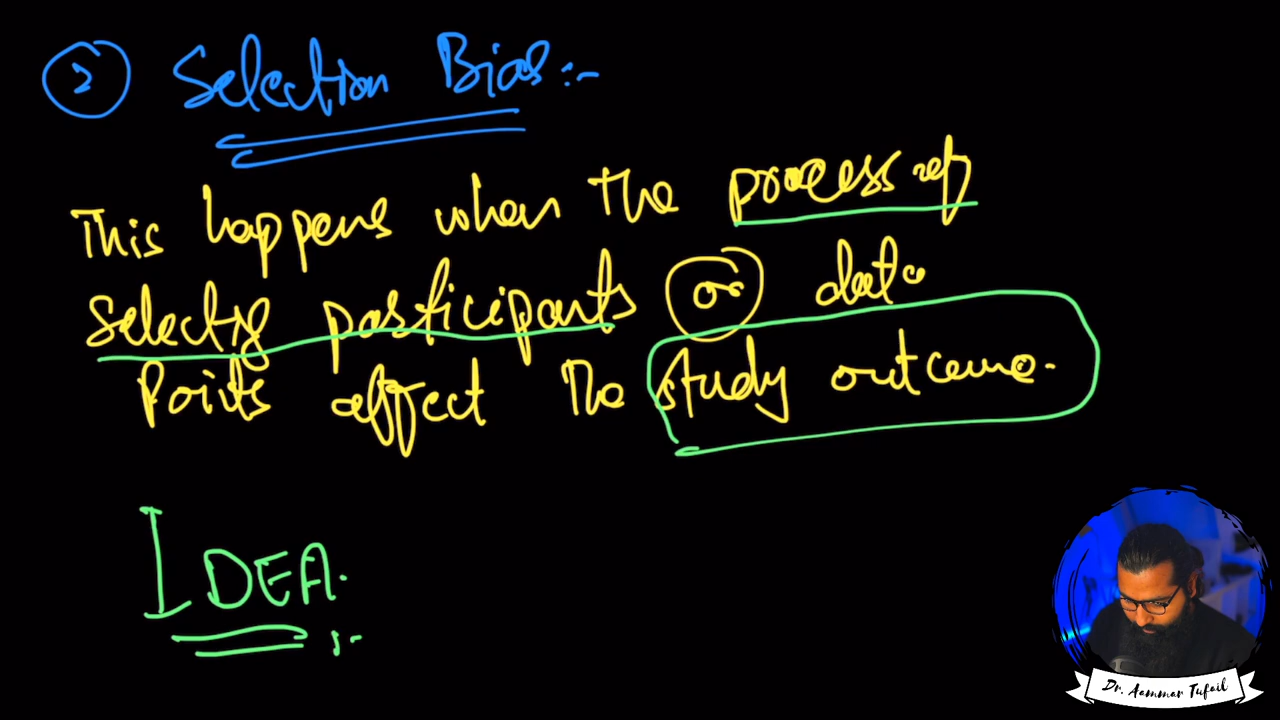 2 Selection Bias:-
This happens when the process of
Selecting participants or data
Points affect the study outcome.
IDEA.
:-
Dr. Aammar Tufail